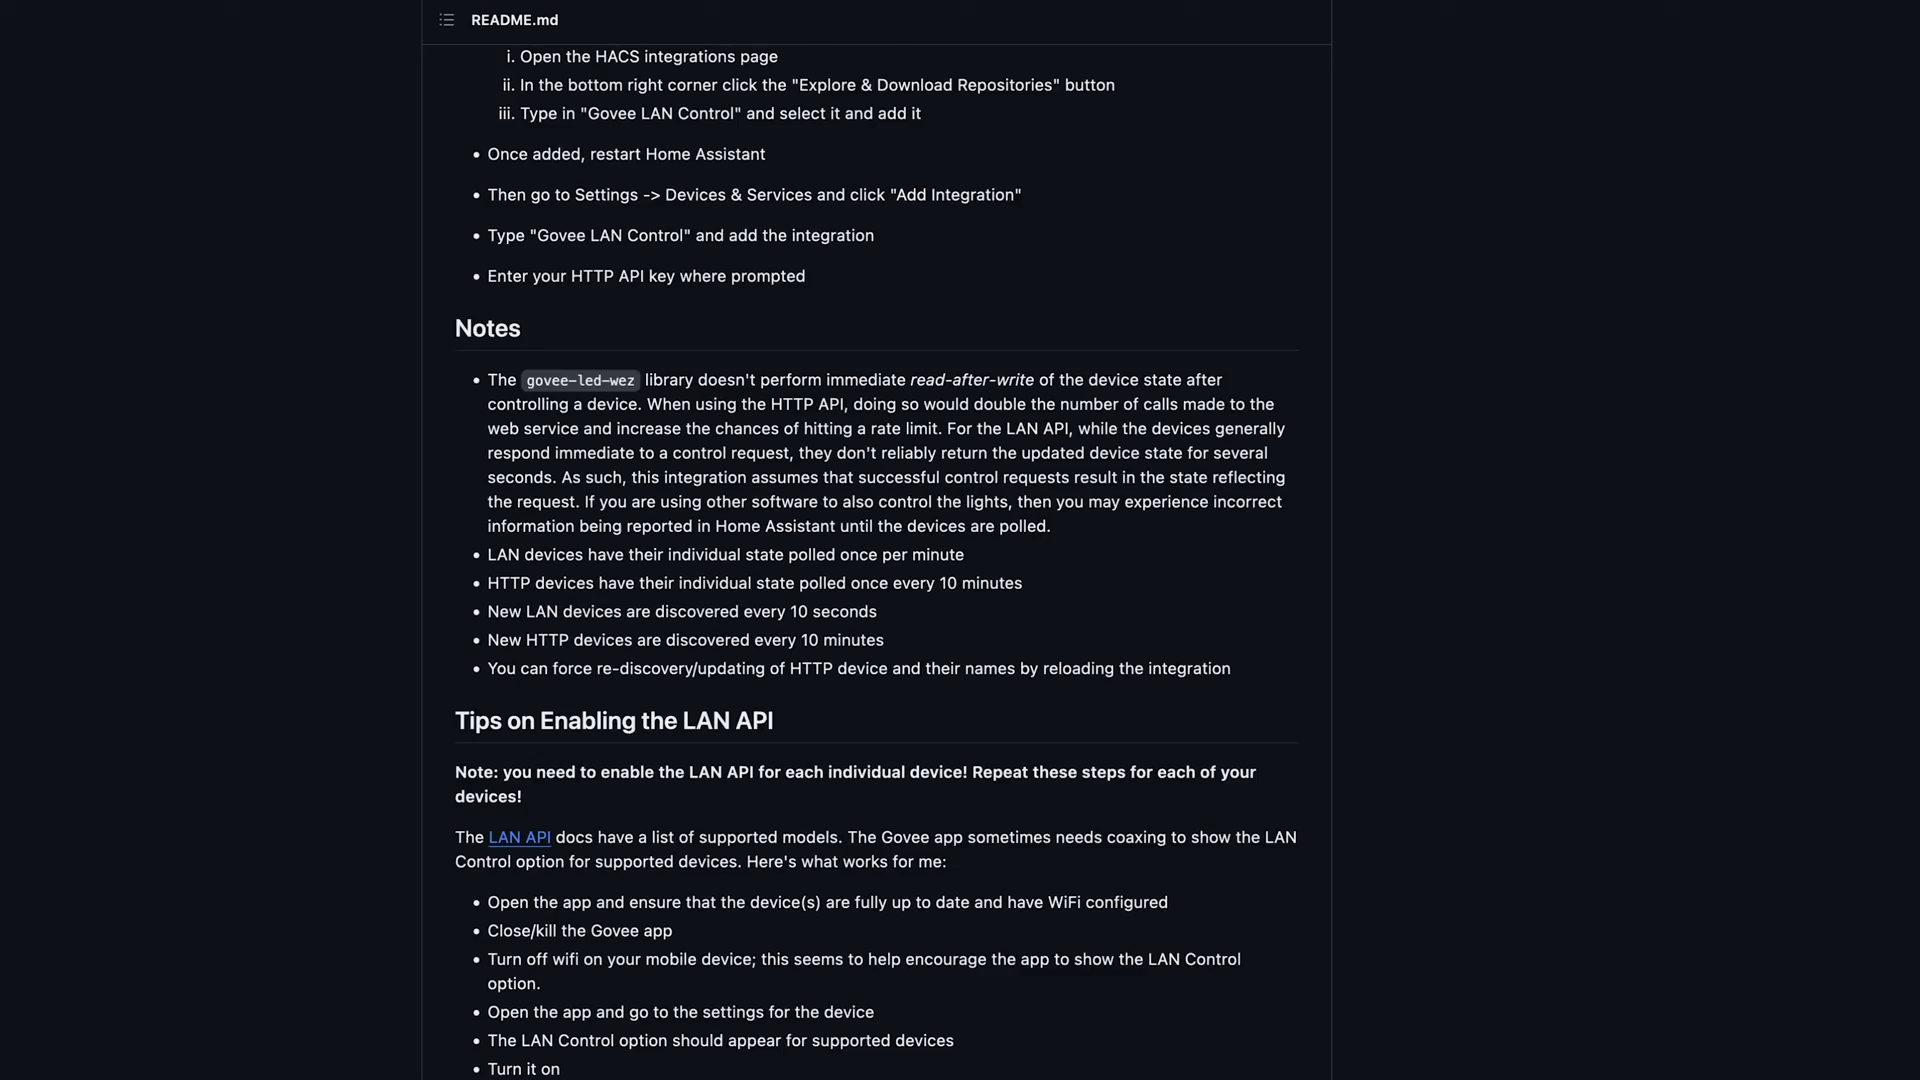 README.md
i. Open the HACS integrations page
ii. In the bottom right corner click the "Explore & Download Repositories" button
iii. Type in "Govee LAN Control" and select it and add it
• Once added, restart Home Assistant
• Then go to Settings -> Devices & Services and click "Add Integration"
• Type "Govee LAN Control" and add the integration
• Enter your HTTP API key where prompted
Notes
• The govee-led-wez library doesn't perform immediate read-after-write of the device state after
controlling a device. When using the HTTP API, doing so would double the number of calls made to the
web service and increase the chances of hitting a rate limit. For the LAN API, while the devices generally
respond immediate to a control request, they don't reliably return the updated device state for several
seconds. As such, this integration assumes that successful control requests result in the state reflecting
the request. If you are using other software to also control the lights, then you may experience incorrect
information being reported in Home Assistant until the devices are polled.
• LAN devices have their individual state polled once per minute
• HTTP devices have their individual state polled once every 10 minutes
• New LAN devices are discovered every 10 seconds
• New HTTP devices are discovered every 10 minutes
• You can force re-discovery/updating of HTTP device and their names by reloading the integration
Tips on Enabling the LAN API
Note: you need to enable the LAN API for each individual device! Repeat these steps for each of your
devices!
The LAN API docs have a list of supported models. The Govee app sometimes needs coaxing to show the LAN
Control option for supported devices. Here's what works for me:
• Open the app and ensure that the device(s) are fully up to date and have WiFi configured
• Close/kill the Govee app
• Turn off wifi on your mobile device; this seems to help encourage the app to show the LAN Control
option.
• Open the app and go to the settings for the device
• The LAN Control option should appear for supported devices
• Turn it on